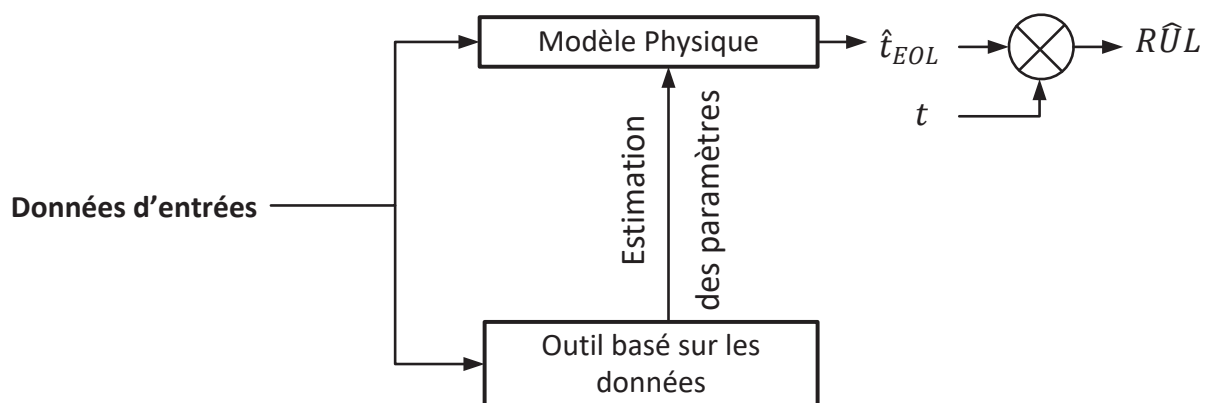 Modèle Physique
t̂_EOL
RÛL
t
Estimation
des paramètres
Données d’entrées
Outil basé sur les
données